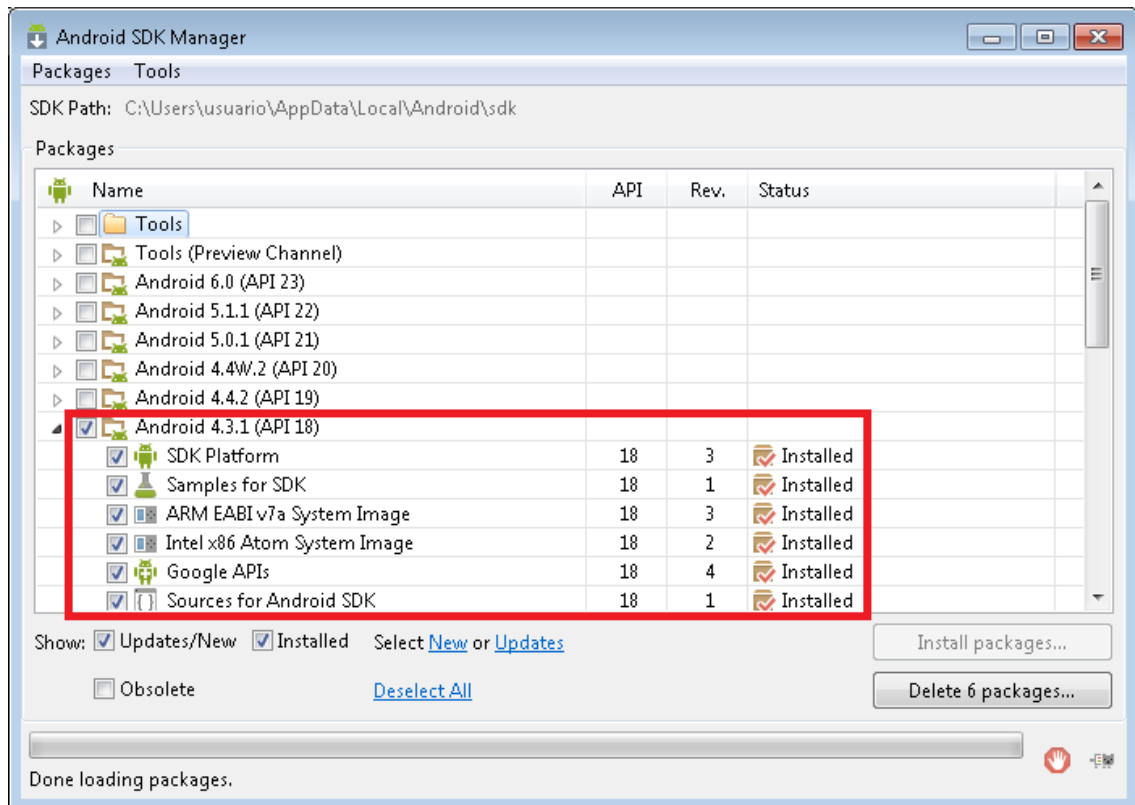 Android SDK Manager
Packages Tools
SDK Path: C:\Users\usuario\AppData\Local\Android\sdk
Packages
Name API Rev. Status
Tools
Tools (Preview Channel)
Android 6.0 (API 23)
Android 5.1.1 (API 22)
Android 5.0.1 (API 21)
Android 4.4W.2 (API 20)
Android 4.4.2 (API 19)
Android 4.3.1 (API 18)
SDK Platform 18 3 Installed
Samples for SDK 18 1 Installed
ARM EABI v7a System Image 18 3 Installed
Intel x86 Atom System Image 18 2 Installed
Google APIs 18 4 Installed
Sources for Android SDK 18 1 Installed
Show: Updates/New Installed Select New or Updates Install packages...
Obsolete Deselect All Delete 6 packages...
Done loading packages.